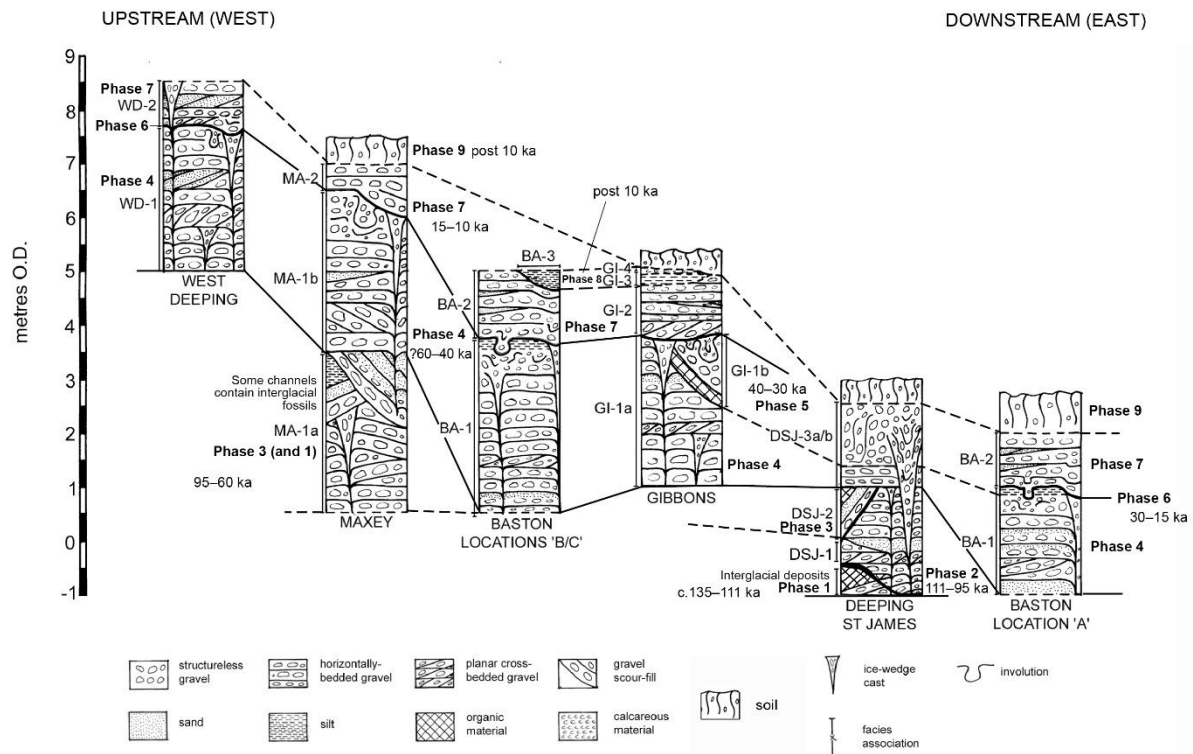 UPSTREAM (WEST)
DOWNSTREAM (EAST)
metres O.D.
9
8
7
6
5
4
3
2
1
0
-1
Phase 7
WD-2
Phase 6
Phase 4
WD-1
WEST
DEEPING
MA-2
Phase 9 post 10 ka
Phase 7
15–10 ka
MA-1b
Phase 4
?60–40 ka
Some channels
contain interglacial
fossils
MA-1a
Phase 3 (and 1)
95–60 ka
MAXEY
post 10 ka
BA-3
Phase 8
BA-2
Phase 7
BA-1
BASTON
LOCATIONS 'B/C'
GI-4
GI-3
GI-2
GI-1b
40–30 ka
Phase 5
GI-1a
Phase 4
GIBBONS
DSJ-3a/b
DSJ-2
Phase 3
DSJ-1
Interglacial deposits
Phase 1
c.135–111 ka
Phase 2
111–95 ka
DEEPING
ST JAMES
Phase 9
BA-2
Phase 7
Phase 6
30–15 ka
BA-1
Phase 4
BASTON
LOCATION 'A'
structureless
gravel
horizontally-
bedded gravel
planar cross-
bedded gravel
gravel
scour-fill
soil
ice-wedge
cast
involution
sand
silt
organic
material
calcareous
material
facies
association